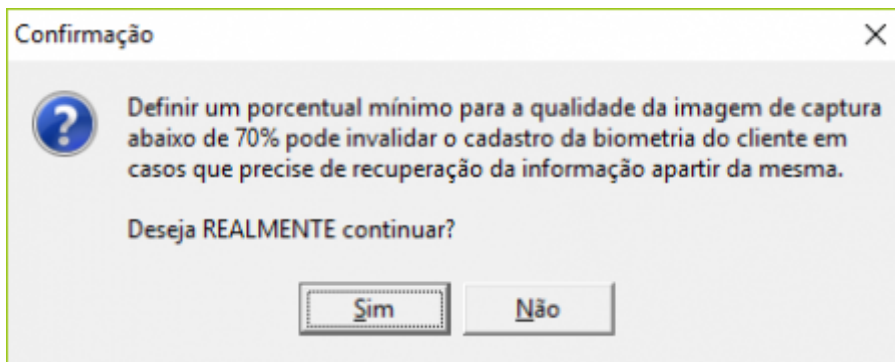 Confirmação
Definir um porcentual mínimo para a qualidade da imagem de captura
abaixo de 70% pode invalidar o cadastro da biometria do cliente em
casos que precise de recuperação da informação apartir da mesma.
Deseja REALMENTE continuar?
Sim
Não